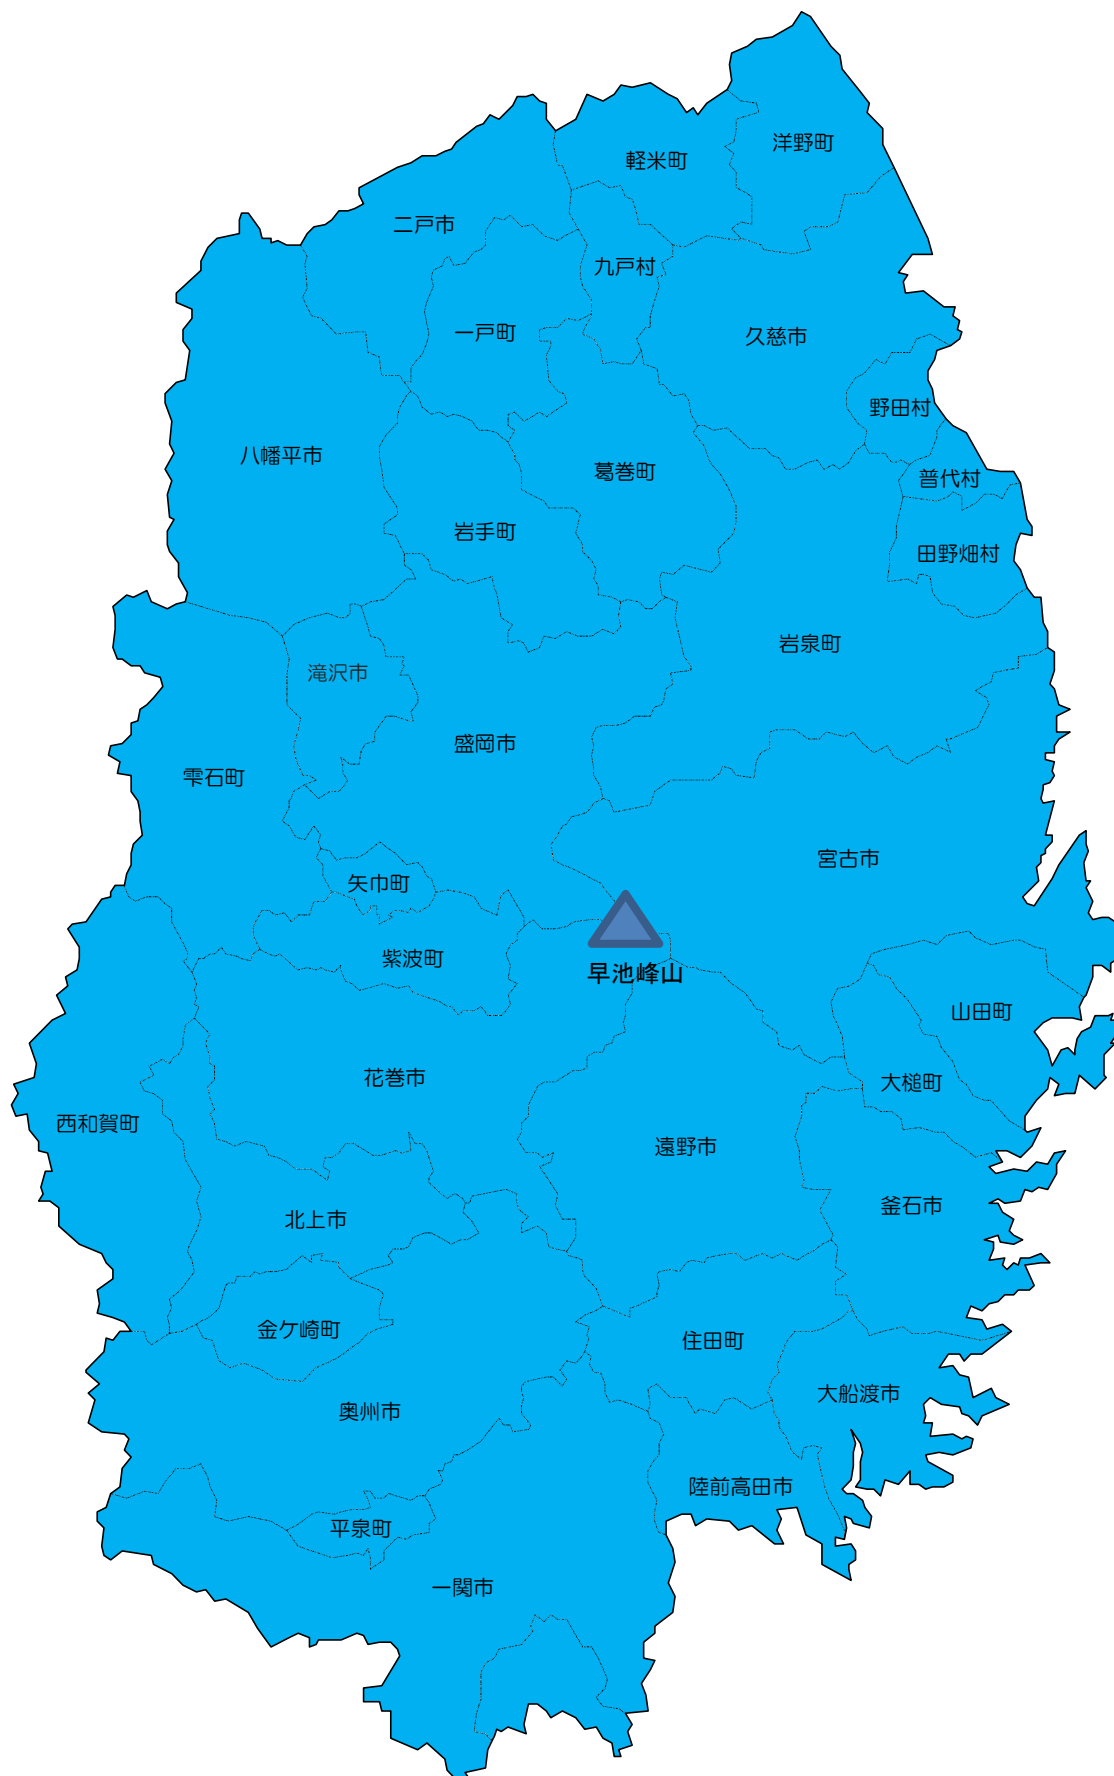 洋野町
軽米町
二戸市
九戸村
一戸町
久慈市
野田村
八幡平市
葛巻町
普代村
岩手町
田野畑村
岩泉町
滝沢市
盛岡市
雫石町
宮古市
矢巾町
紫波町
早池峰山
山田町
花巻市
大槌町
西和賀町
遠野市
釜石市
北上市
金ケ崎町
住田町
大船渡市
奥州市
陸前高田市
平泉町
一関市